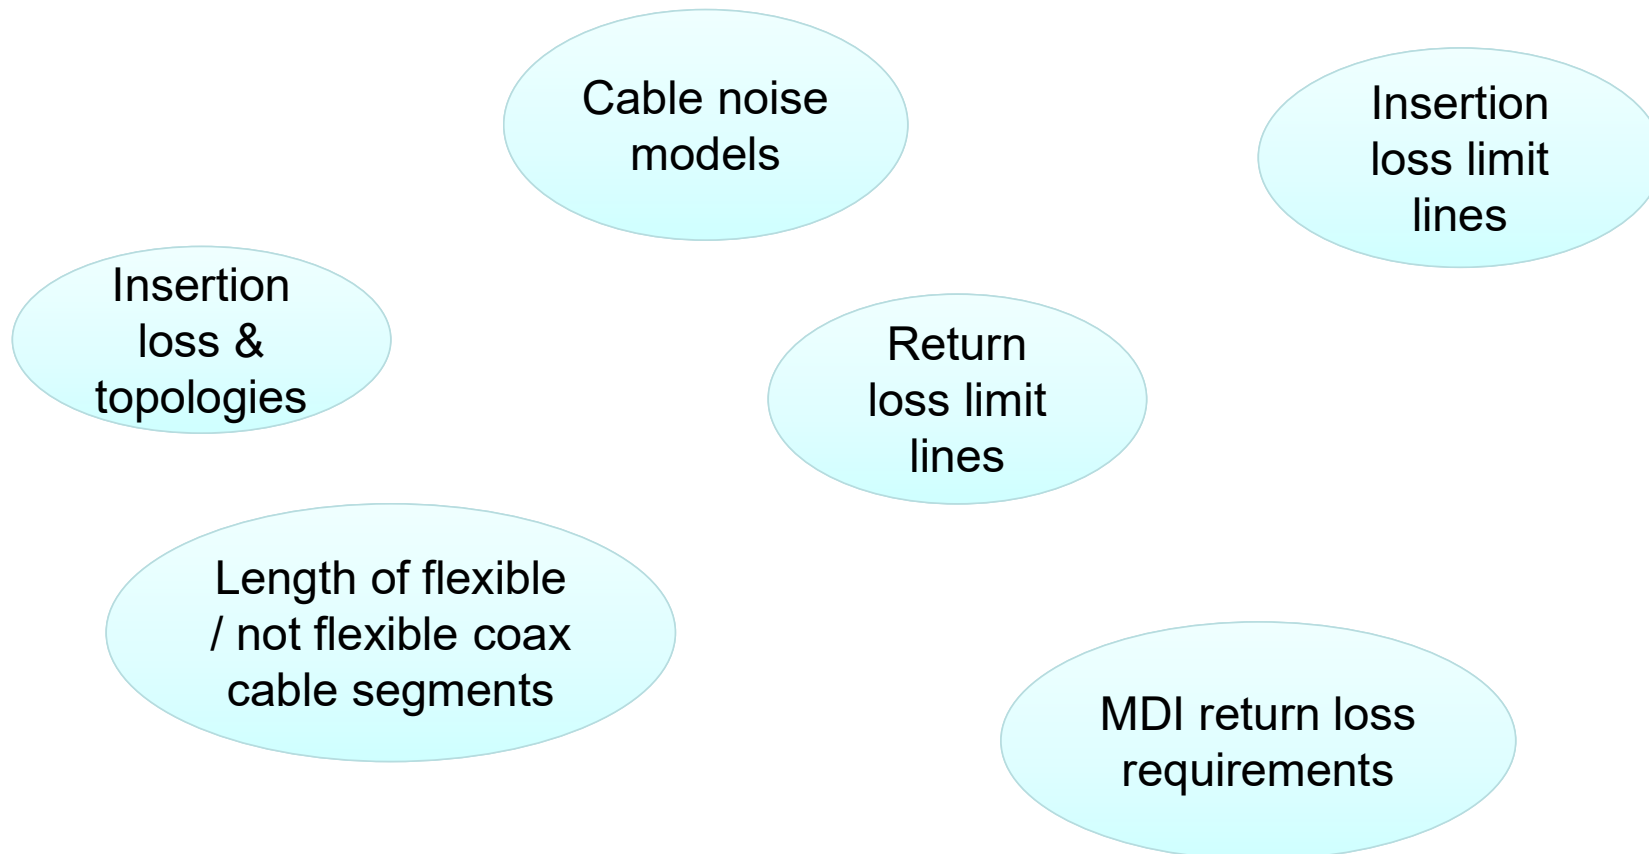 Cable noise
models
Insertion
loss limit
lines
Insertion
loss &
topologies
Return
loss limit
lines
Length of flexible
/ not flexible coax
cable segments
MDI return loss
requirements